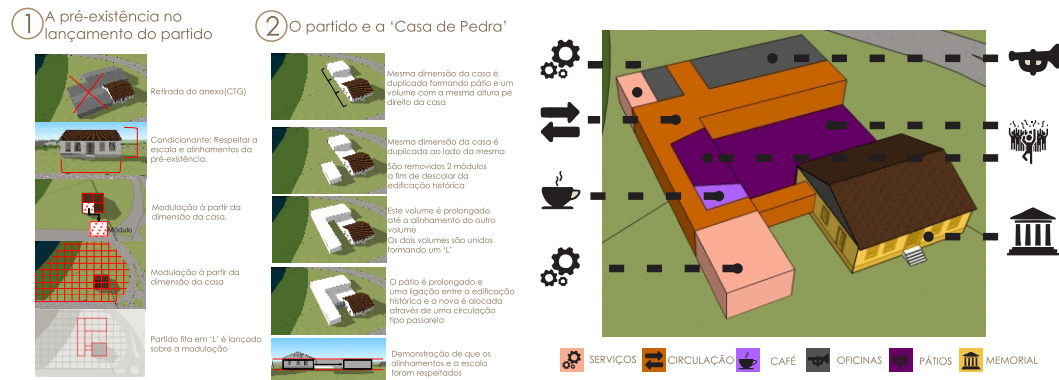 1 A pré-existência no
lançamento do partido
Retirada do anexo(CTG)
Condicionante: Respeitar a
escala e alinhamentos da
pré-existência.
Modulação à partir da
dimensão da casa.
Módulo
Modulação à partir da
dimensão da casa
Partido fita em 'L' é lançado
sobre a modulação
2 O partido e a 'Casa de Pedra'
Mesma dimensão da casa é
duplicada formando pátio e um
volume com a mesma altura pé
direito da casa
Mesma dimensão da casa é
duplicada ao lado da mesma
São removidos 2 módulos
a fim de descolar da
edificação histórica
Este volume é prolongado
até o alinhamento do outro
volume
Os dois volumes são unidos
formando um 'L'
O pátio é prolongado e
uma ligação entre a edificação
histórica e a nova é alocada
através de uma circulação
tipo passarela
Demonstração de que os
alinhamentos e a escala
foram respeitados
SERVIÇOS
CIRCULAÇÃO
CAFÉ
OFICINAS
PÁTIOS
MEMORIAL